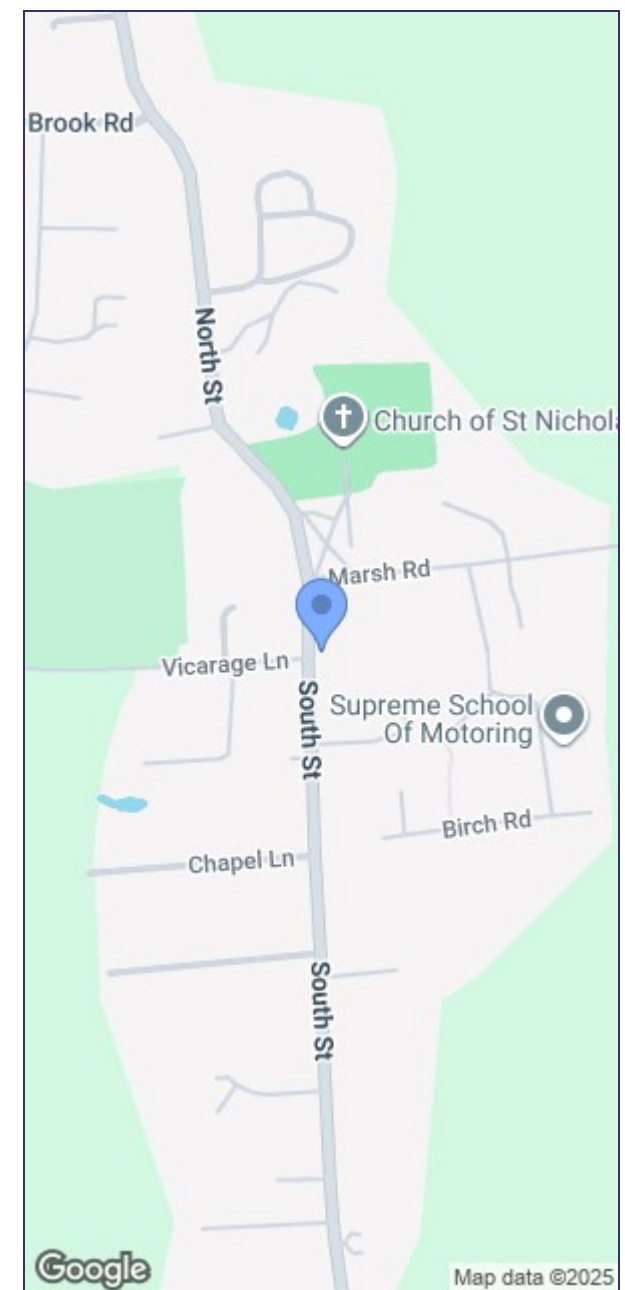 Brook Rd
North St
Church of St Nichola
Marsh Rd
Vicarage Ln
South St
Supreme School
Of Motoring
Birch Rd
Chapel Ln
South St
Google
Map data ©2025